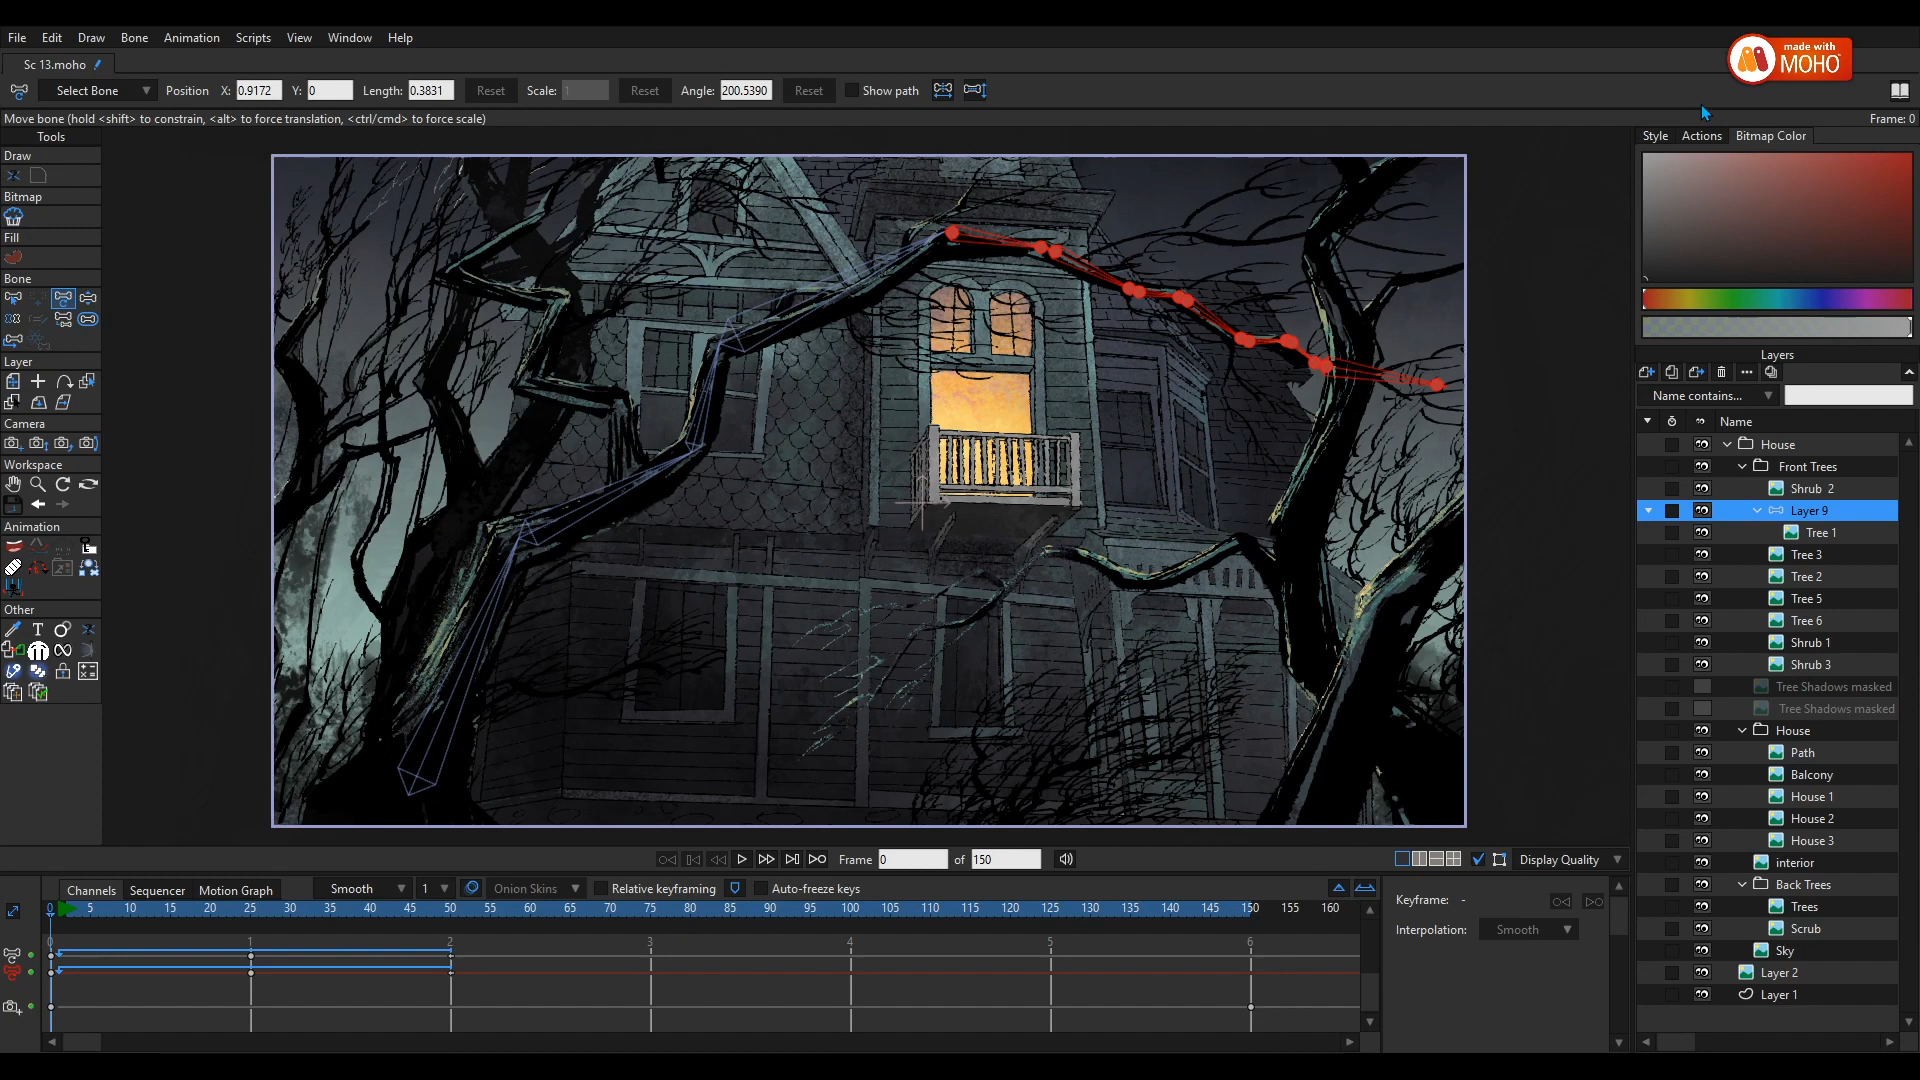 File Edit Draw Bone Animation Scripts View Window Help
made with
MOHO
Sc 13.moho
Select Bone Position X: 0.9172 Y: 0 Length: 0.3831 Reset Scale: 1 Reset Angle: 200.5390 Reset Show path
Move bone (hold <shift> to constrain, <alt> to force translation, <ctrl/cmd> to force scale) Frame: 0
Tools
Draw
Bitmap
Fill
Bone
Layer
Camera
Workspace
Animation
Other
T
Style Actions Bitmap Color
Layers
Name contains...
Name
House
Front Trees
Shrub 2
Layer 9
Tree 1
Tree 3
Tree 2
Tree 5
Tree 6
Shrub 1
Shrub 3
Tree Shadows masked
Tree Shadows masked
House
Path
Balcony
House 1
House 2
House 3
interior
Back Trees
Trees
Scrub
Sky
Layer 2
Layer 1
Frame 0 of 150 Display Quality
Channels Sequencer Motion Graph Smooth 1 Onion Skins Relative keyframing Auto-freeze keys
0 5 10 15 20 25 30 35 40 45 50 55 60 65 70 75 80 85 90 95 100 105 110 115 120 125 130 135 140 145 150 155 160
0 1 2 3 4 5 6
Keyframe: -
Interpolation: Smooth